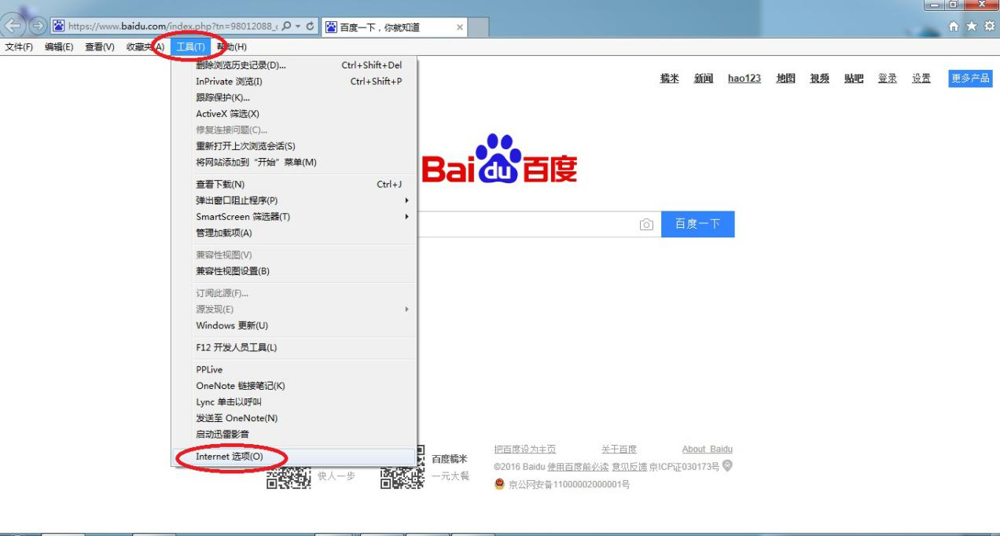 https://www.baidu.com/index.php?tn=98012088_
百度一下，你就知道
文件(F) 编辑(E) 查看(V) 收藏夹(A) 工具(T) 帮助(H)
删除浏览历史记录(D)... Ctrl+Shift+Del
InPrivate 浏览(I) Ctrl+Shift+P
跟踪保护(K)...
ActiveX 筛选(X)
修复连接问题(C)...
重新打开上次浏览会话(S)
将网站添加到“开始”菜单(M)
查看下载(N) Ctrl+J
弹出窗口阻止程序(P)
SmartScreen 筛选器(T)
管理加载项(A)
兼容性视图(V)
兼容性视图设置(B)
订阅此源(F)...
源发现(E)
Windows 更新(U)
F12 开发人员工具(L)
PPLive
OneNote 链接笔记(K)
Lync 单击以呼叫
发送至 OneNote(N)
启动迅雷影音
Internet 选项(O)
糯米 新闻 hao123 地图 视频 贴吧 登录 设置 更多产品
Bai du 百度
百度一下
快人一步
百度糯米
一元大餐
把百度设为主页 关于百度 About Baidu
©2016 Baidu 使用百度前必读 意见反馈 京ICP证030173号
京公网安备11000002000001号